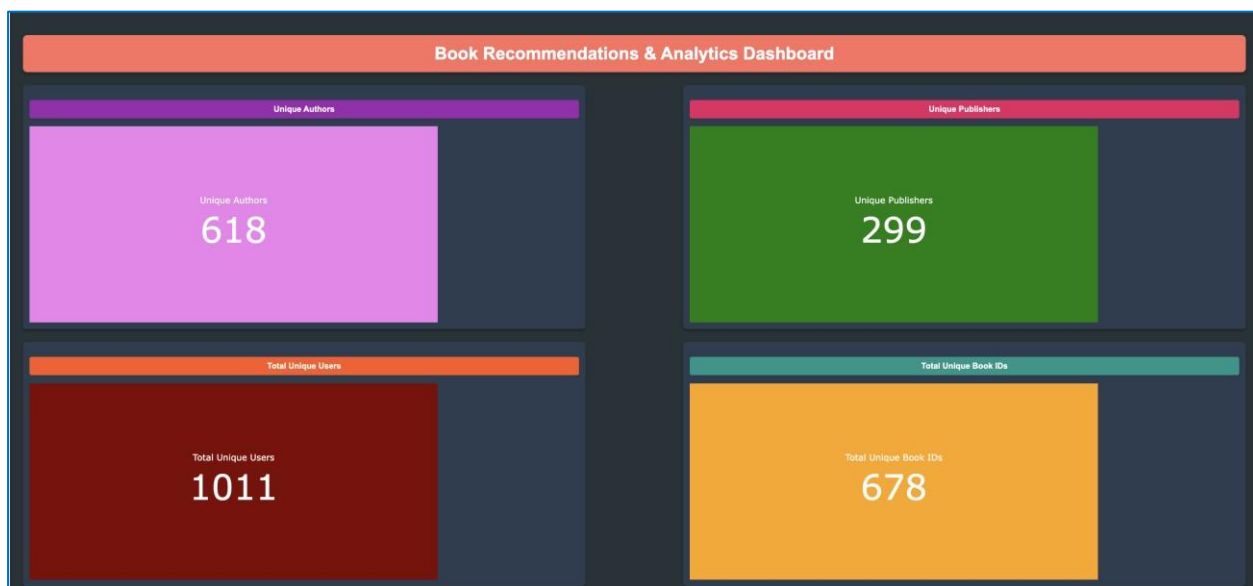 Book Recommendations & Analytics Dashboard
Unique Authors
Unique Authors
618
Unique Publishers
Unique Publishers
299
Total Unique Users
Total Unique Users
1011
Total Unique Book IDs
Total Unique Book IDs
678